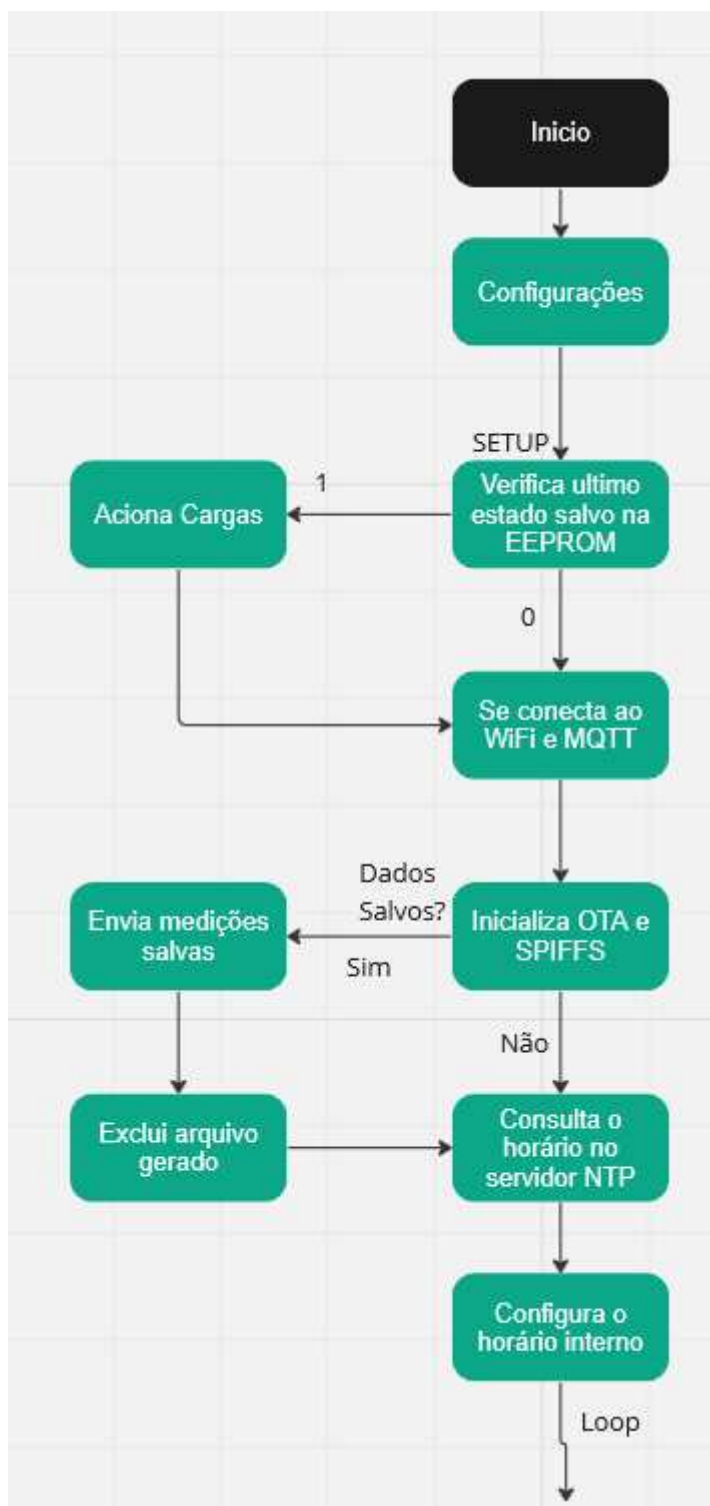 Inicio
Configurações
SETUP
1
Aciona Cargas
Verifica ultimo
estado salvo na
EEPROM
0
Se conecta ao
WiFi e MQTT
Dados
Salvos?
Envia medições
salvas
Inicializa OTA e
SPIFFS
Sim
Não
Exclui arquivo
gerado
Consulta o
horário no
servidor NTP
Configura o
horário interno
Loop